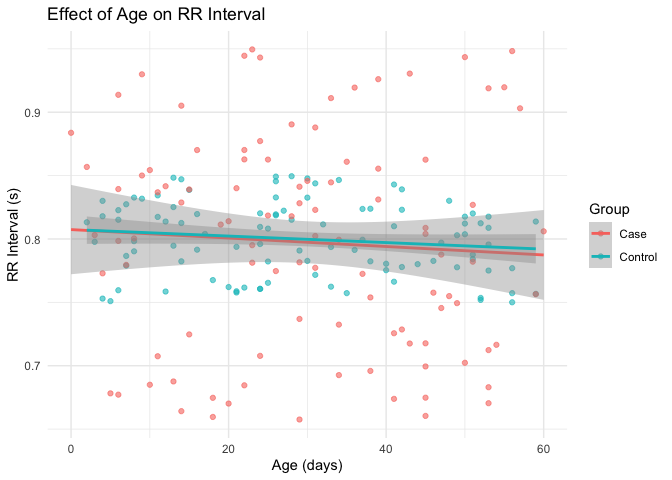 Effect of Age on RR Interval
RR Interval (s)
0.9
0.8
0.7
0
20
40
60
Age (days)
Group
Case
Control